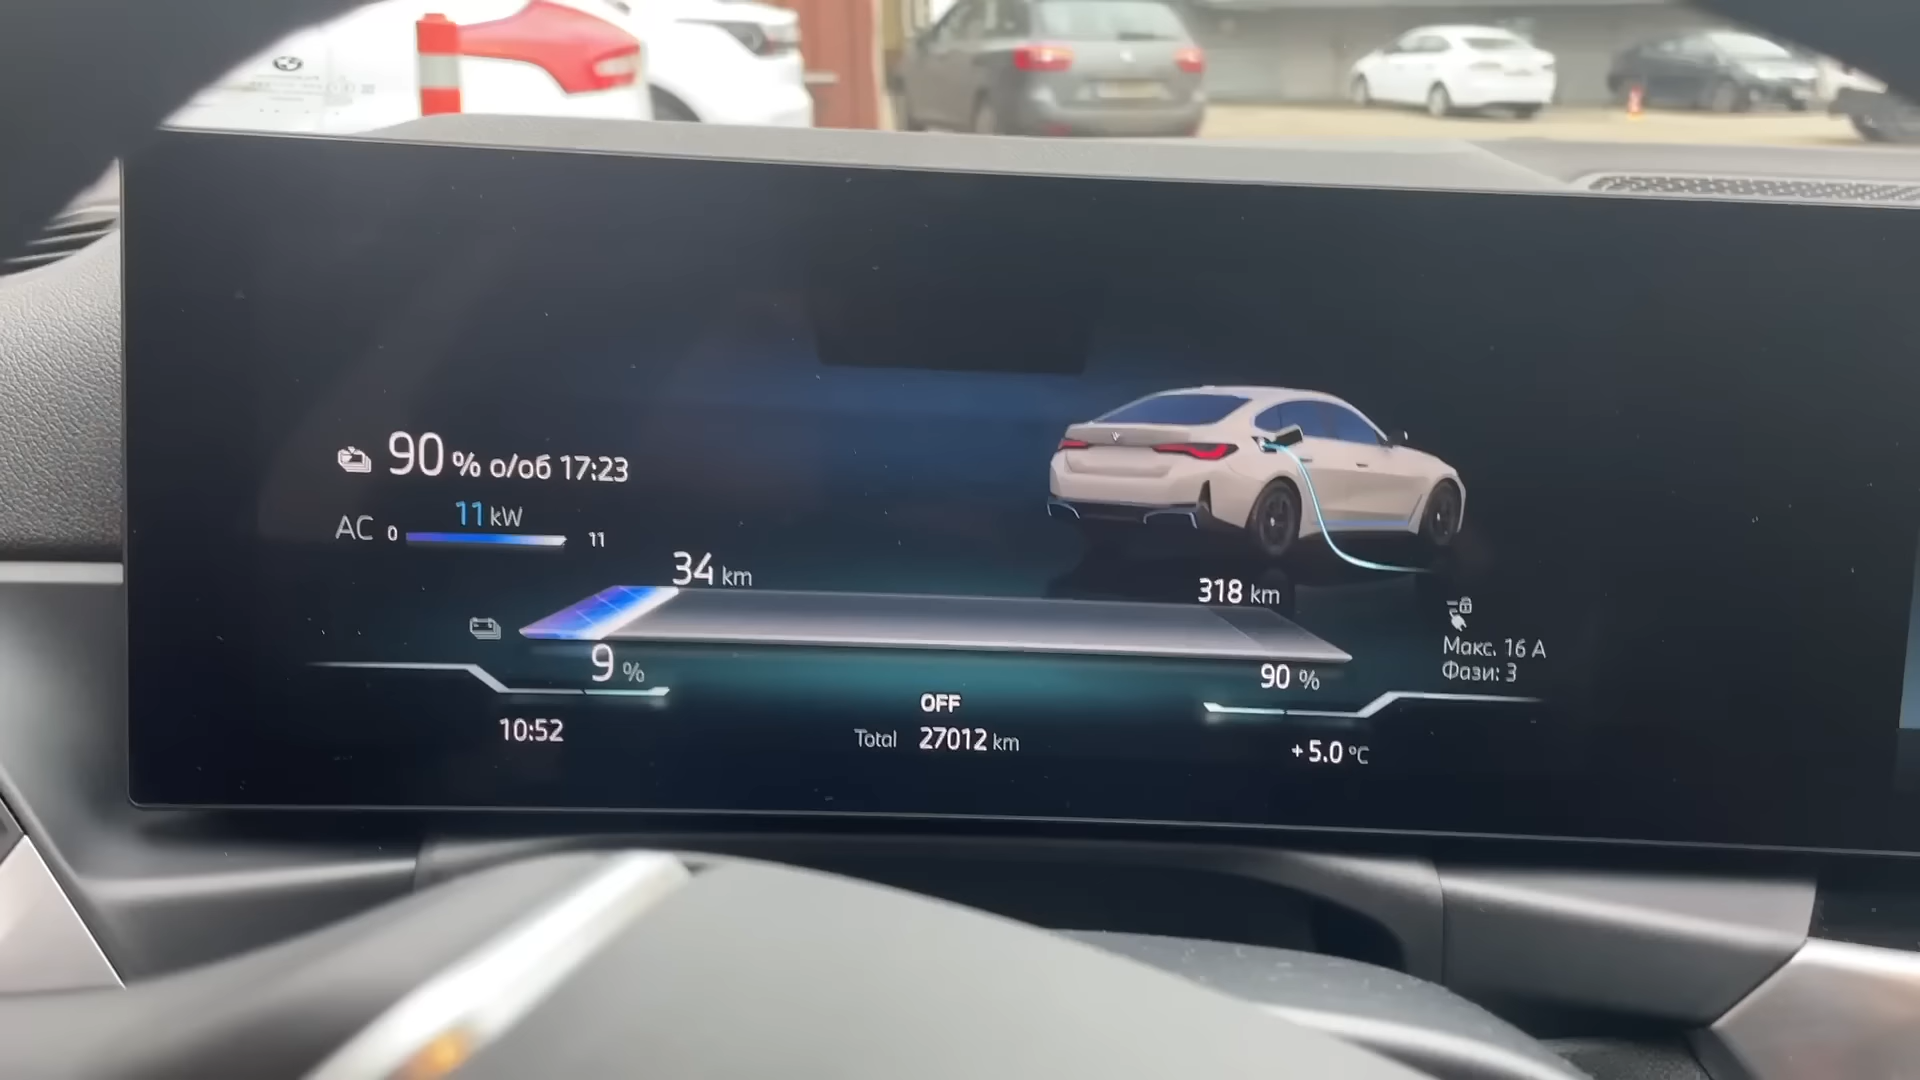 90 % о/об 17:23
11 kW
AC 0 11
34 km
318 km
9 %
90 %
Макс. 16 A
Фази: 3
OFF
10:52
Total 27012 km
+5.0 °C